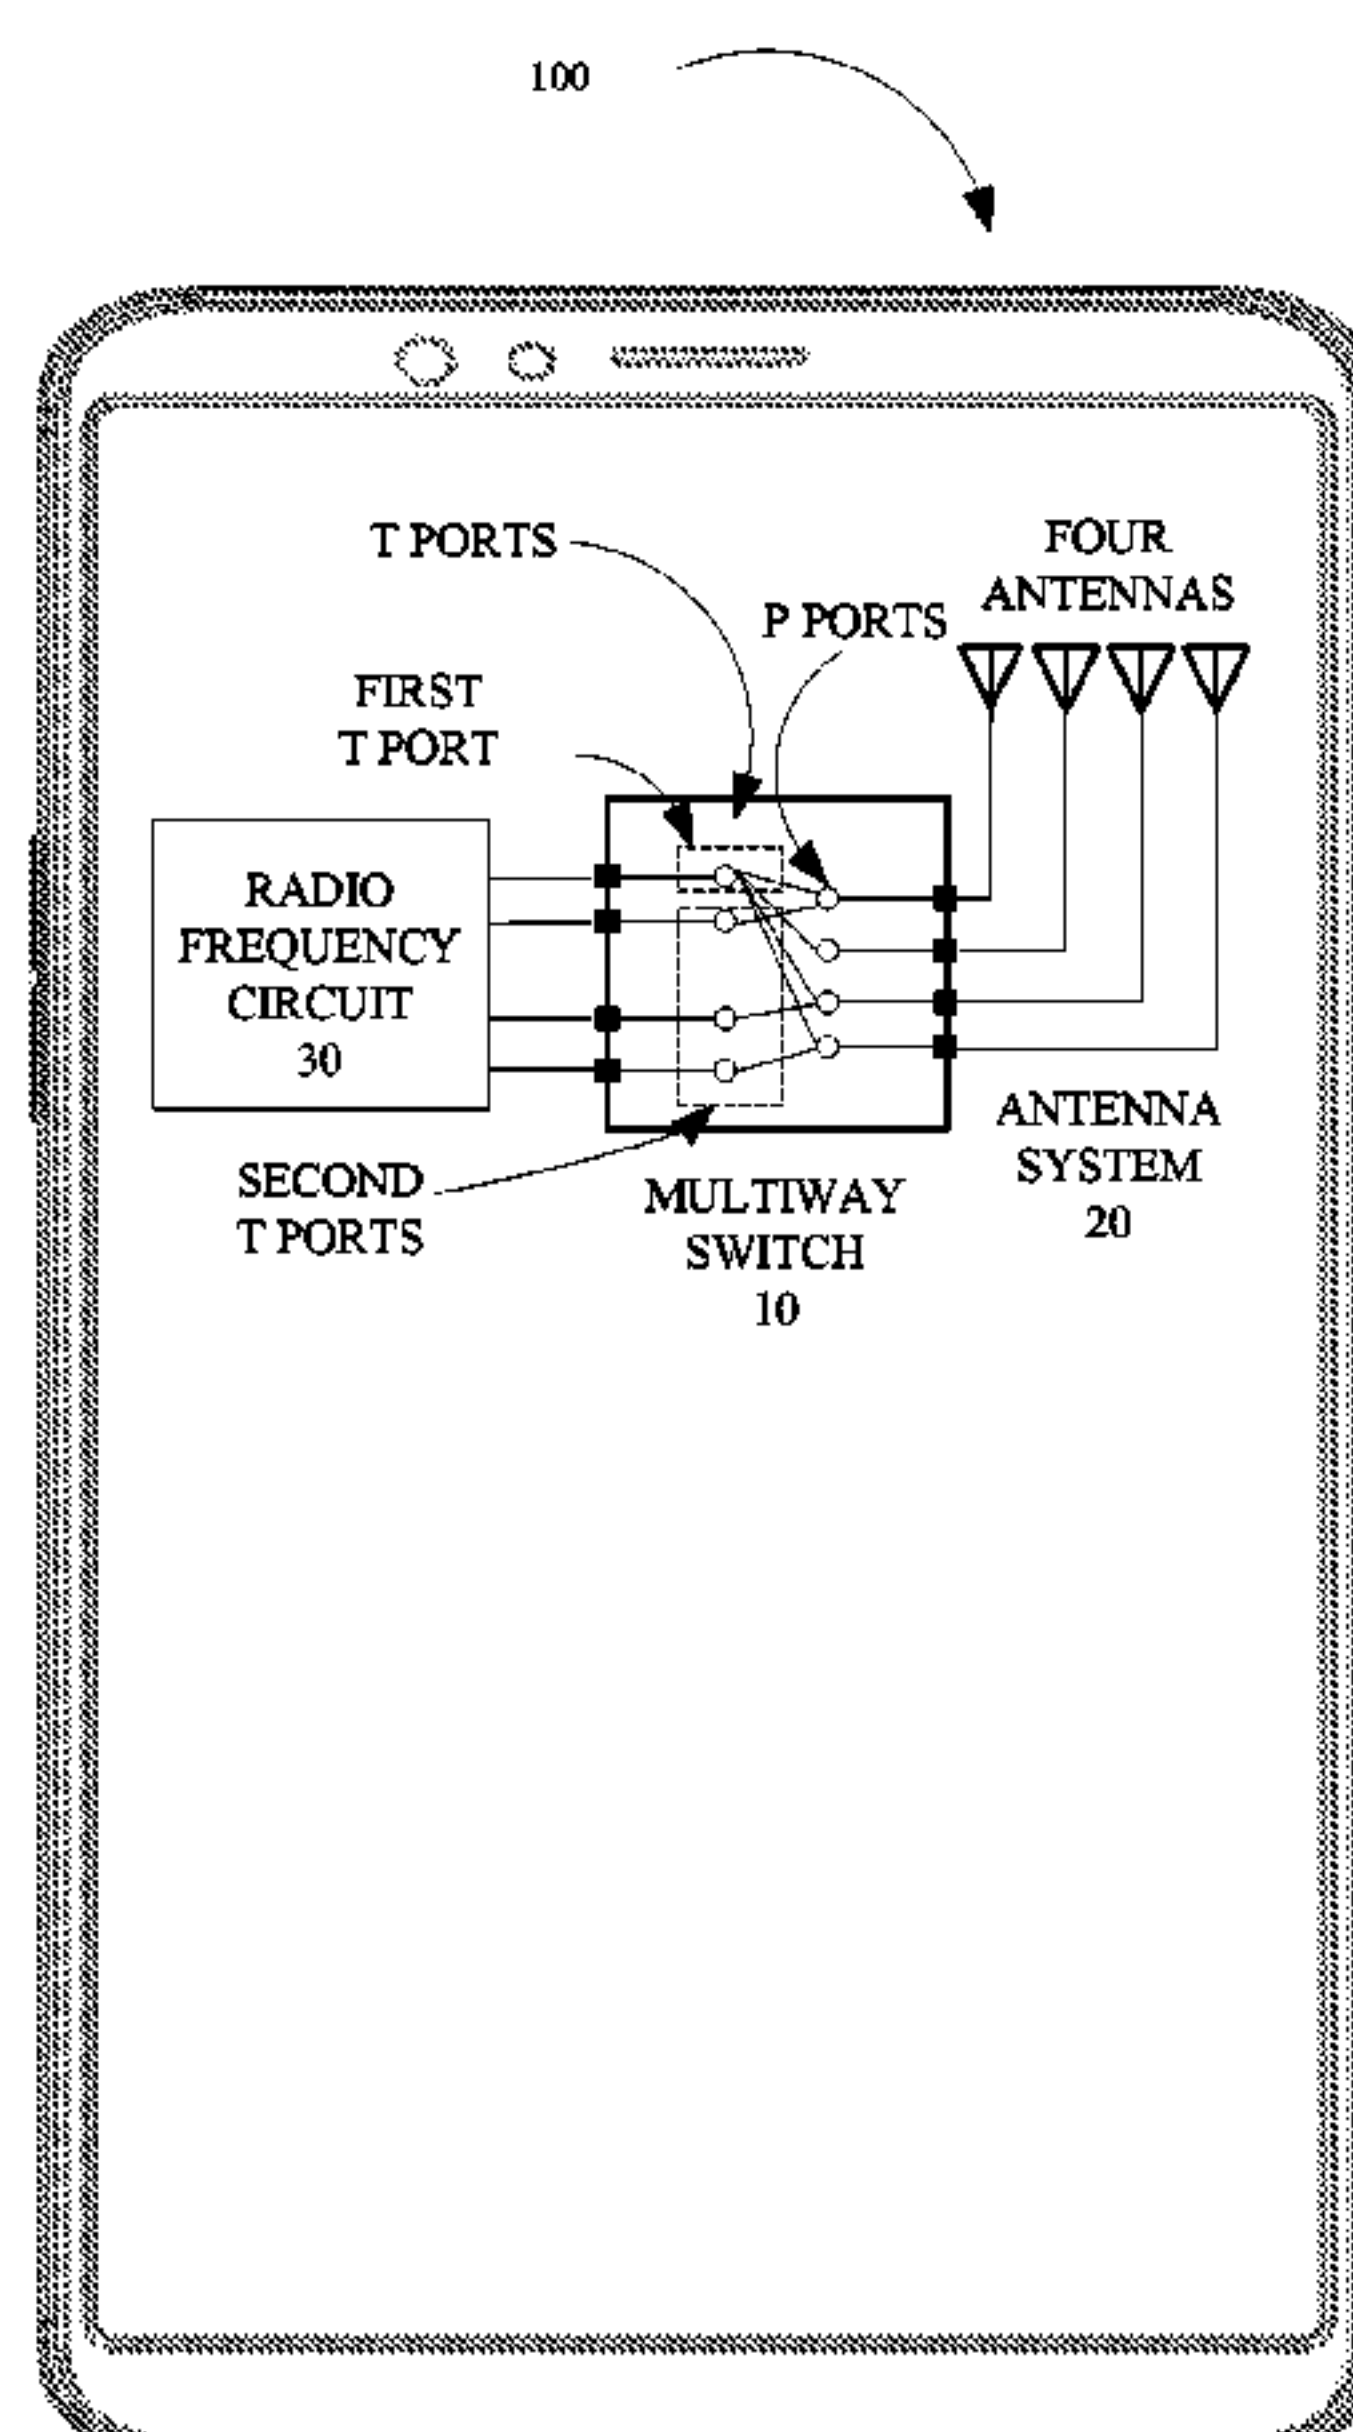 100
T PORTS
FOUR
ANTENNAS
P PORTS
FIRST
T PORT
RADIO
FREQUENCY
CIRCUIT
30
SECOND
T PORTS
MULTIWAY
SWITCH
10
ANTENNA
SYSTEM
20